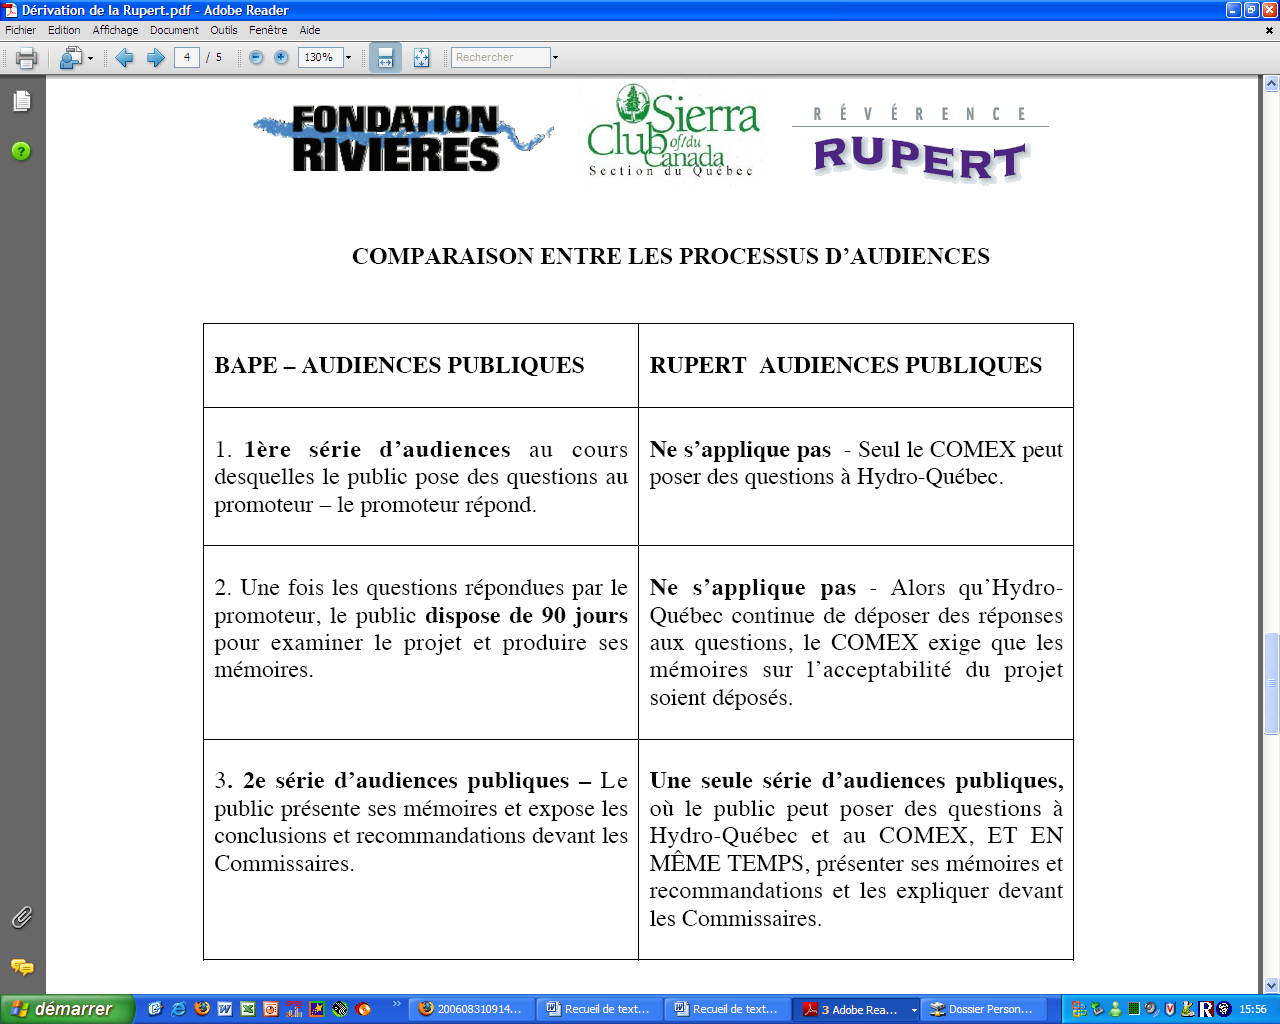 Dérivation de la Rupert.pdf - Adobe Reader
Fichier Edition Affichage Document Outils Fenêtre Aide
4 / 5 130% Rechercher
FONDATION
RIVIERES
Sierra
Club of/du
Canada
Section du Québec
RÉVÉRENCE
RUPERT
COMPARAISON ENTRE LES PROCESSUS D'AUDIENCES
BAPE – AUDIENCES PUBLIQUES
RUPERT AUDIENCES PUBLIQUES
1. 1ère série d'audiences au cours
desquelles le public pose des questions au
promoteur – le promoteur répond.
Ne s'applique pas - Seul le COMEX peut
poser des questions à Hydro-Québec.
2. Une fois les questions répondues par le
promoteur, le public dispose de 90 jours
pour examiner le projet et produire ses
mémoires.
Ne s'applique pas - Alors qu'Hydro-
Québec continue de déposer des réponses
aux questions, le COMEX exige que les
mémoires sur l'acceptabilité du projet
soient déposés.
3. 2e série d'audiences publiques – Le
public présente ses mémoires et expose les
conclusions et recommandations devant les
Commissaires.
Une seule série d'audiences publiques,
où le public peut poser des questions à
Hydro-Québec et au COMEX, ET EN
MÊME TEMPS, présenter ses mémoires et
recommandations et les expliquer devant
les Commissaires.
démarrer 200608310914... Recueil de text... Recueil de text... 3 Adobe Rea... Dossier Person... 15:56